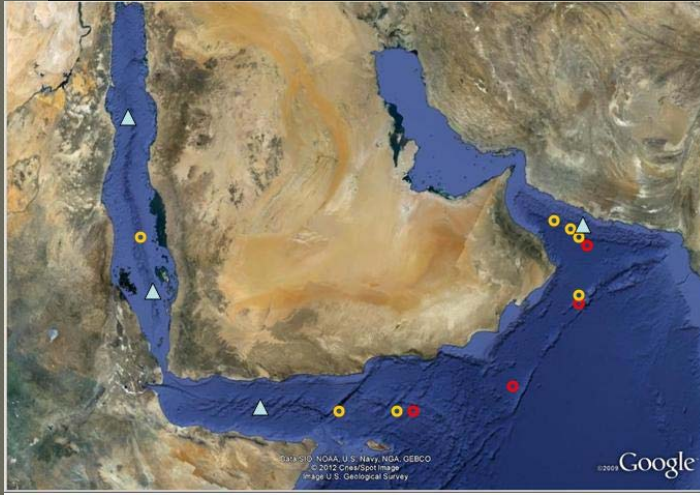 Data SIO, NOAA, U.S. Navy, NGA, GEBCO
© 2012 Cnes/Spot Image
Image U.S. Geological Survey
©2009 Google